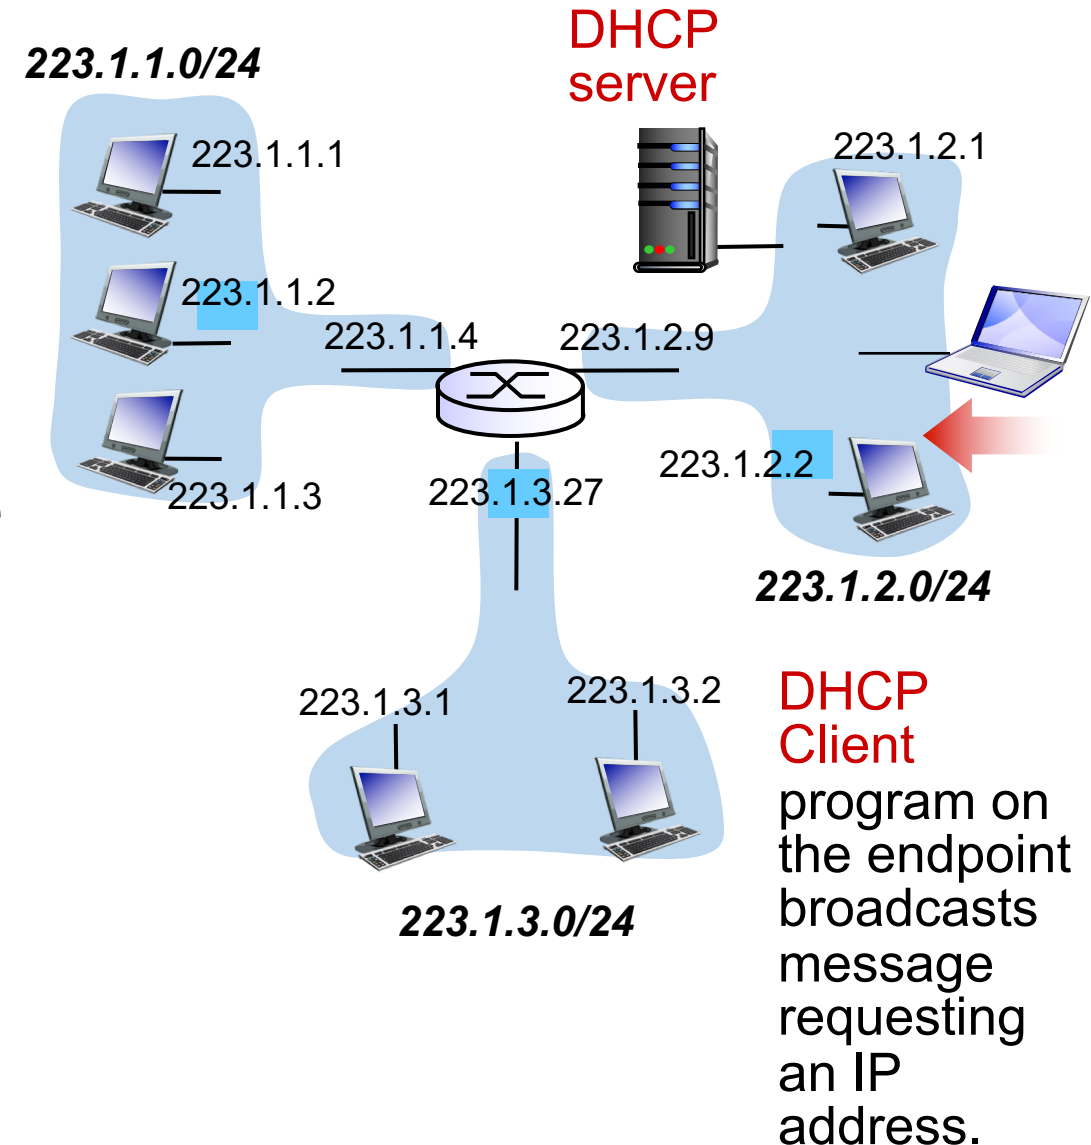 DHCP
server
223.1.1.0/24
223.1.1.1
223.1.2.1
223.1.1.2
223.1.1.4
223.1.2.9
223.1.2.2
223.1.1.3
223.1.3.27
223.1.2.0/24
223.1.3.1
223.1.3.2
223.1.3.0/24
DHCP
Client
program on
the endpoint
broadcasts
message
requesting
an IP
address.